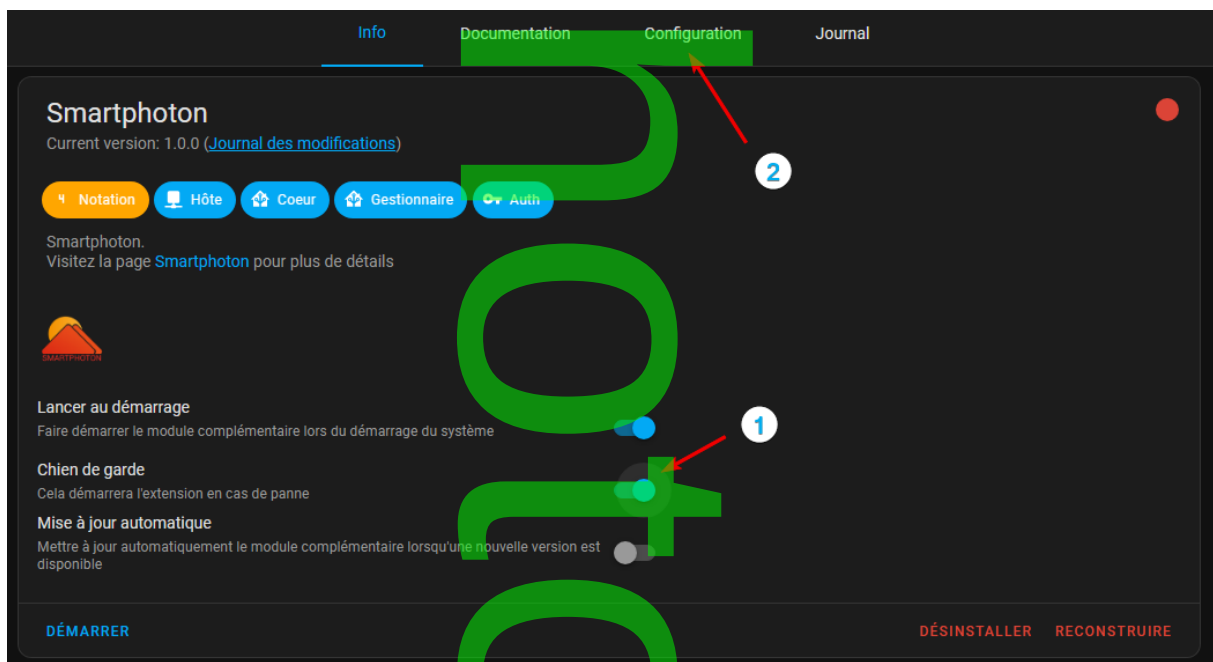 Info Documentation Configuration Journal
Smartphoton
Current version: 1.0.0 (Journal des modifications)
2
4 Notation Hôte Coeur Gestionnaire Auth
Smartphoton.
Visitez la page Smartphoton pour plus de détails
SMARTPHOTON
Lancer au démarrage
Faire démarrer le module complémentaire lors du démarrage du système
1
Chien de garde
Cela démarrera l'extension en cas de panne
Mise à jour automatique
Mettre à jour automatiquement le module complémentaire lorsqu'une nouvelle version est
disponible
DÉMARRER DÉSINSTALLER RECONSTRUIRE